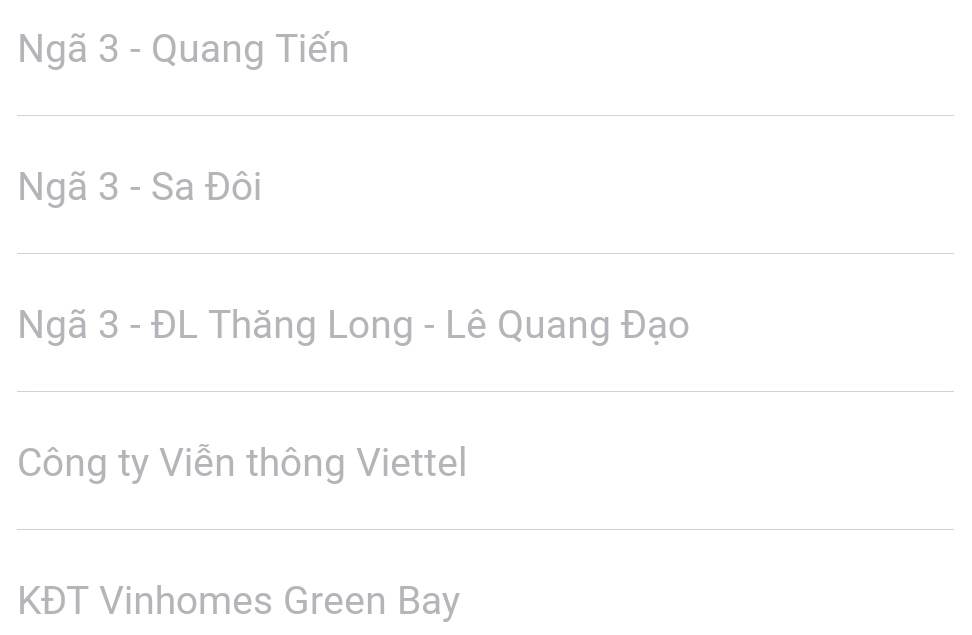 Ngã 3 - Quang Tiến
Ngã 3 - Sa Đôi
Ngã 3 - ĐL Thăng Long - Lê Quang Đạo
Công ty Viễn thông Viettel
KĐT Vinhomes Green Bay